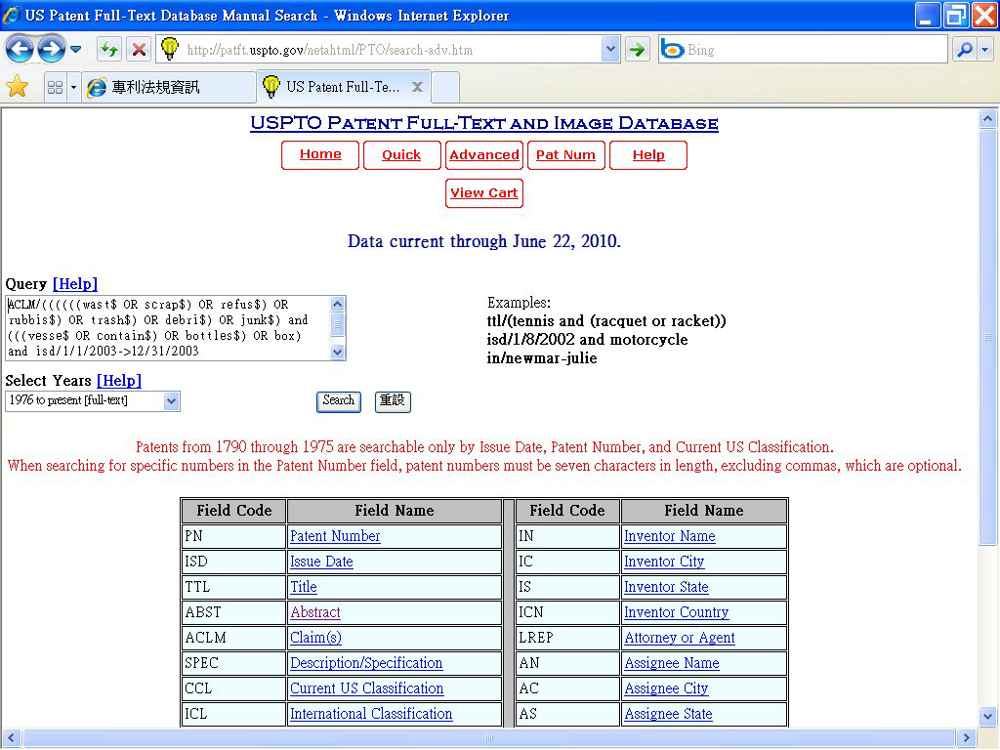 US Patent Full-Text Database Manual Search - Windows Internet Explorer
http://patft.uspto.gov/netahtml/PTO/search-adv.htm
Bing
專利法規資訊
US Patent Full-Te...
USPTO Patent Full-Text and Image Database
Home Quick Advanced Pat Num Help
View Cart
Data current through June 22, 2010.
Query [Help]
ACLM/((((((wast$ OR scrap$) OR refus$) OR
rubbis$) OR trash$) OR debri$) OR junk$) and
(((vesse$ OR contain$) OR bottles$) OR box)
and isd/1/1/2003->12/31/2003
Examples:
ttl/(tennis and (racquet or racket))
isd/1/8/2002 and motorcycle
in/newmar-julie
Select Years [Help]
1976 to present [full-text] Search 重設
Patents from 1790 through 1975 are searchable only by Issue Date, Patent Number, and Current US Classification.
When searching for specific numbers in the Patent Number field, patent numbers must be seven characters in length, excluding commas, which are optional.
Field Code Field Name Field Code Field Name
PN Patent Number IN Inventor Name
ISD Issue Date IC Inventor City
TTL Title IS Inventor State
ABST Abstract ICN Inventor Country
ACLM Claim(s) LREP Attorney or Agent
SPEC Description/Specification AN Assignee Name
CCL Current US Classification AC Assignee City
ICL International Classification AS Assignee State